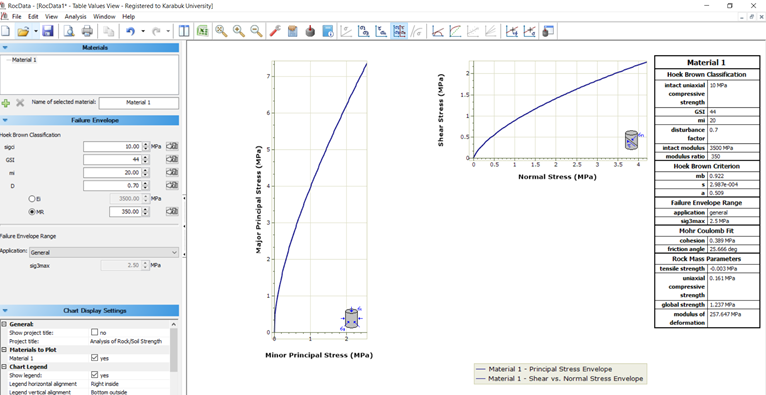 RocData - [RocData1* - Table Values View - Registered to Karabuk University]
File Edit View Analysis Window Help
Materials
Material 1
Name of selected material: Material 1
Failure Envelope
Hoek Brown Classification
sigci 10.00 MPa
GSI 44
mi 20.00
D 0.70
Ei 3500.00 MPa
MR 350.00
Failure Envelope Range
Application: General
sig3max 2.50 MPa
Chart Display Settings
General:
Show project title: no
Project title: Analysis of Rock/Soil Strength
Materials to Plot
Material 1 yes
Chart Legend
Show legend: yes
Legend horizontal alignment Right inside
Legend vertical alignment Bottom outside
Major Principal Stress (MPa)
7
6
5
4
3
2
1
0
0 1 2
Minor Principal Stress (MPa)
Shear Stress (MPa)
2
1.5
1
0.5
0
0 0.5 1 1.5 2 2.5 3 3.5 4
Normal Stress (MPa)
Material 1 - Principal Stress Envelope
Material 1 - Shear vs. Normal Stress Envelope
Material 1
Hoek Brown Classification
intact uniaxial compressive strength 10 MPa
GSI 44
mi 20
disturbance factor 0.7
intact modulus 3500 MPa
modulus ratio 350
Hoek Brown Criterion
mb 0.922
s 2.987e-004
a 0.509
Failure Envelope Range
application general
sig3max 2.5 MPa
Mohr Coulomb Fit
cohesion 0.389 MPa
friction angle 25.666 deg
Rock Mass Parameters
tensile strength -0.003 MPa
uniaxial compressive strength 0.161 MPa
global strength 1.237 MPa
modulus of deformation 257.647 MPa